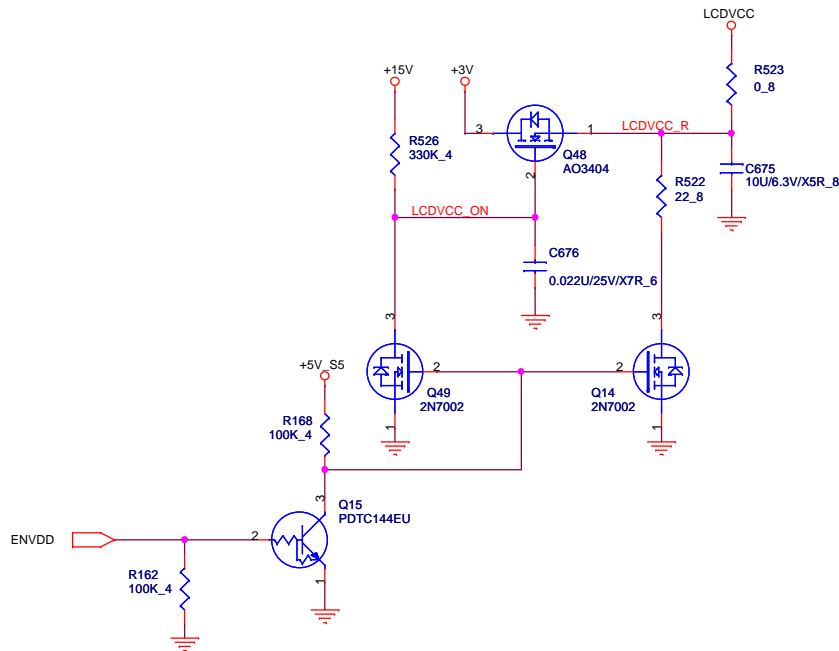 LCDVCC
+15V
+3V
R523
0_8
3
1
LCDVCC_R
R526
330K_4
Q48
AO3404
2
C675
10U/6.3V/X5R_8
R522
22_8
LCDVCC_ON
C676
0.022U/25V/X7R_6
3
3
+5V_S5
2
2
Q49
2N7002
Q14
2N7002
1
1
R168
100K_4
3
Q15
PDTC144EU
ENVDD
2
R162
100K_4
1